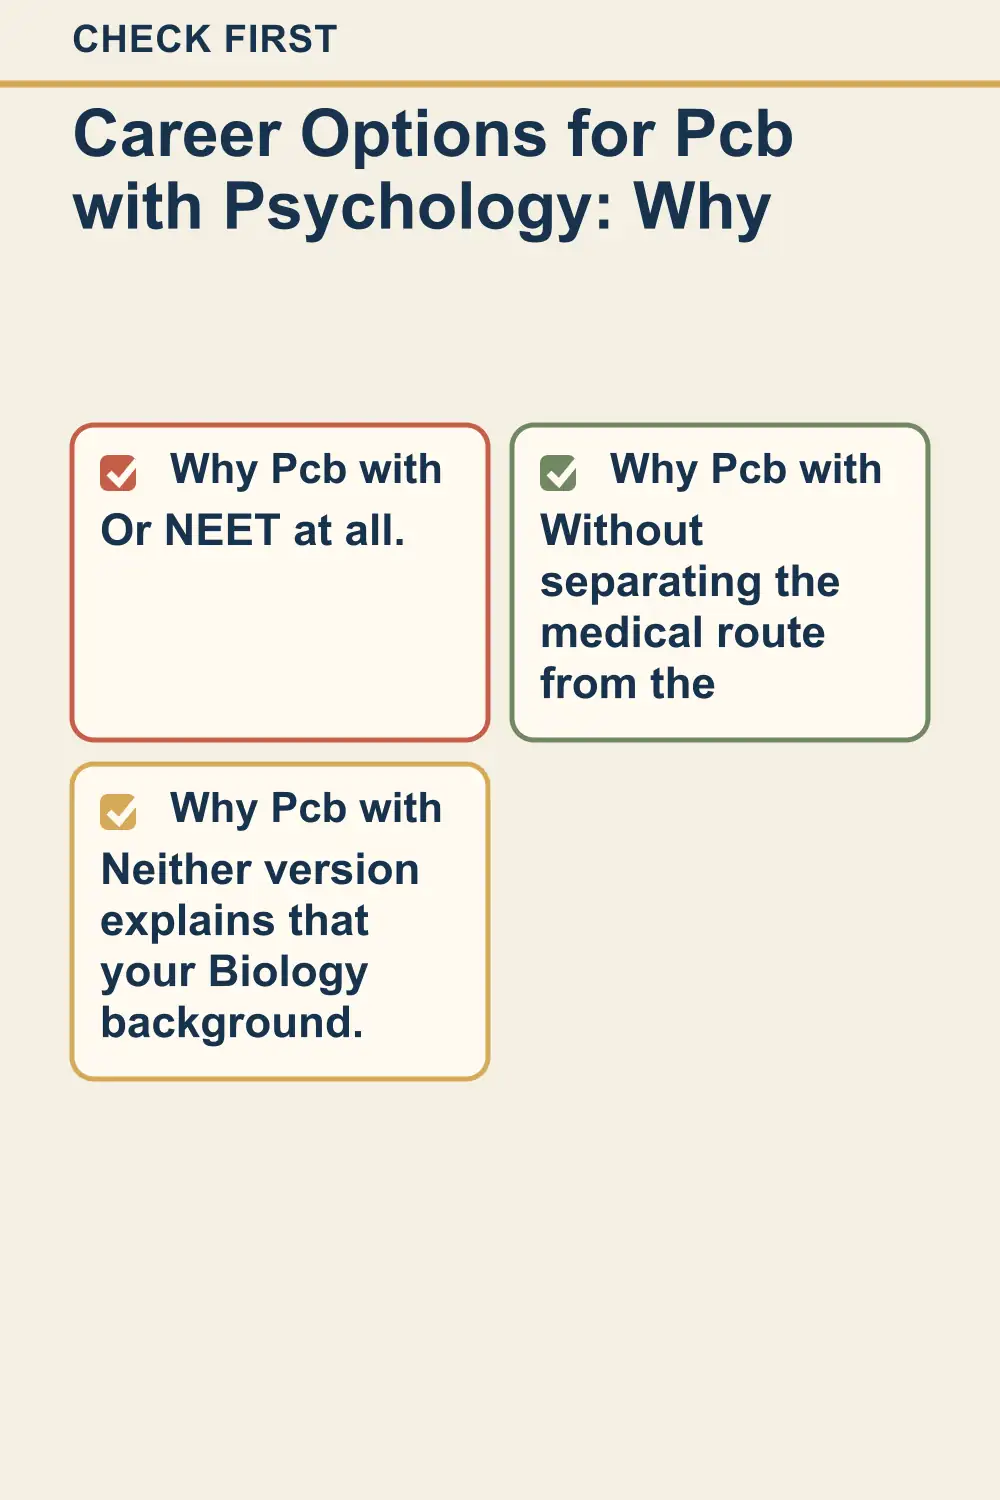 CHECK FIRST
Career Options for Pcb
with Psychology: Why
Why Pcb with
Or NEET at all.
Why Pcb with
Without
separating the
medical route
from the
Why Pcb with
Neither version
explains that
your Biology
background.